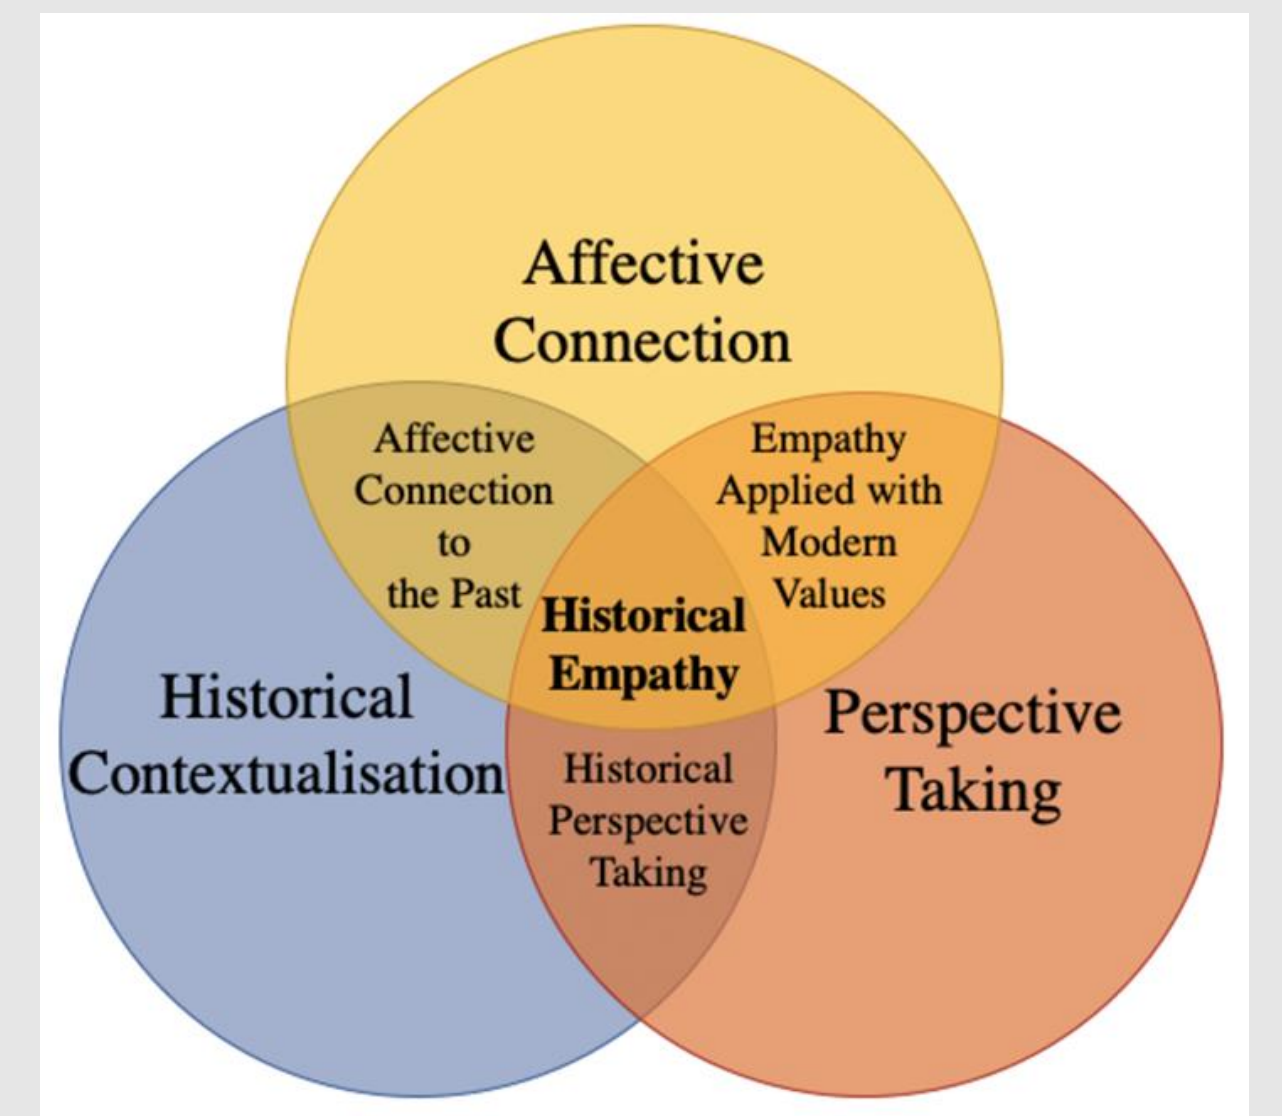 Affective
Connection
Affective
Connection
to
the Past
Empathy
Applied with
Modern
Values
Historical
Empathy
Historical
Contextualisation
Perspective
Taking
Historical
Perspective
Taking